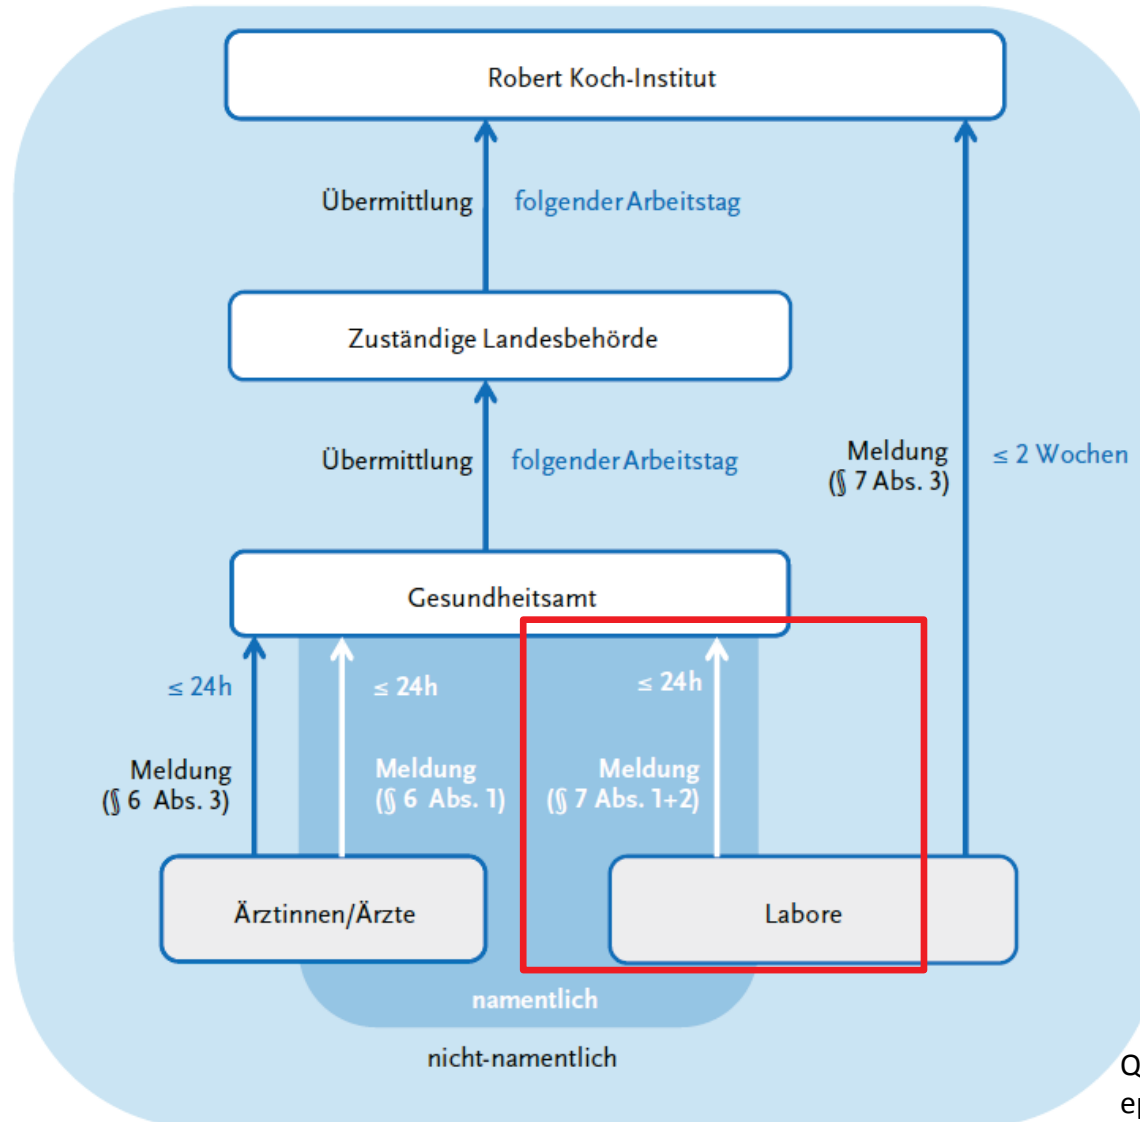 Robert Koch-Institut
Übermittlung folgender Arbeitstag
Zuständige Landesbehörde
Übermittlung folgender Arbeitstag
Meldung
(§ 7 Abs. 3)
≤ 2 Wochen
Gesundheitsamt
≤ 24h
≤ 24h
≤ 24h
Meldung
(§ 6 Abs. 3)
Meldung
(§ 6 Abs. 1)
Meldung
(§ 7 Abs. 1+2)
Ärztinnen/Ärzte
Labore
namentlich
nicht-namentlich